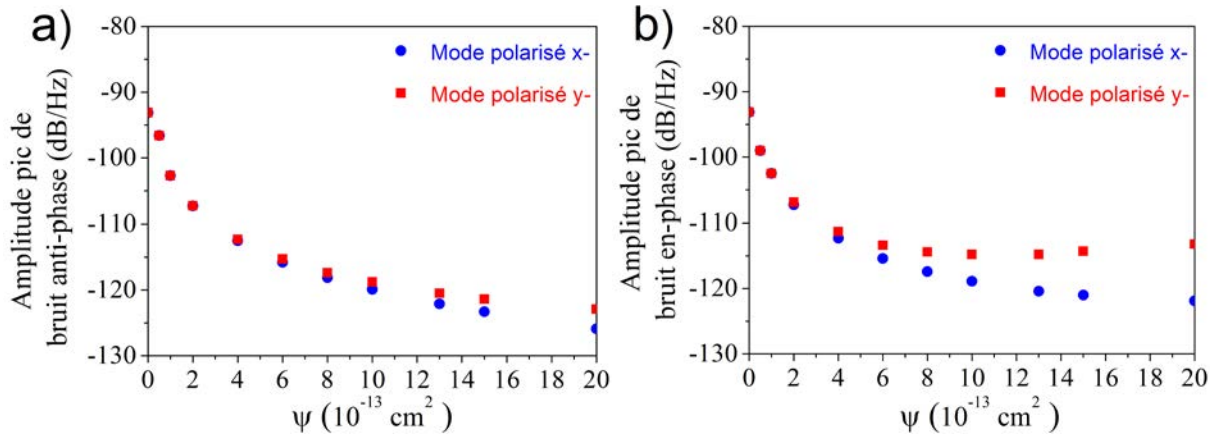 a)
Amplitude pic de
bruit anti-phase (dB/Hz)
-80
-90
-100
-110
-120
-130
Mode polarisé x-
Mode polarisé y-
0 2 4 6 8 10 12 14 16 18 20
ψ (10⁻¹³ cm²)
b)
Amplitude pic de
bruit en-phase (dB/Hz)
-80
-90
-100
-110
-120
-130
Mode polarisé x-
Mode polarisé y-
0 2 4 6 8 10 12 14 16 18 20
ψ (10⁻¹³ cm²)